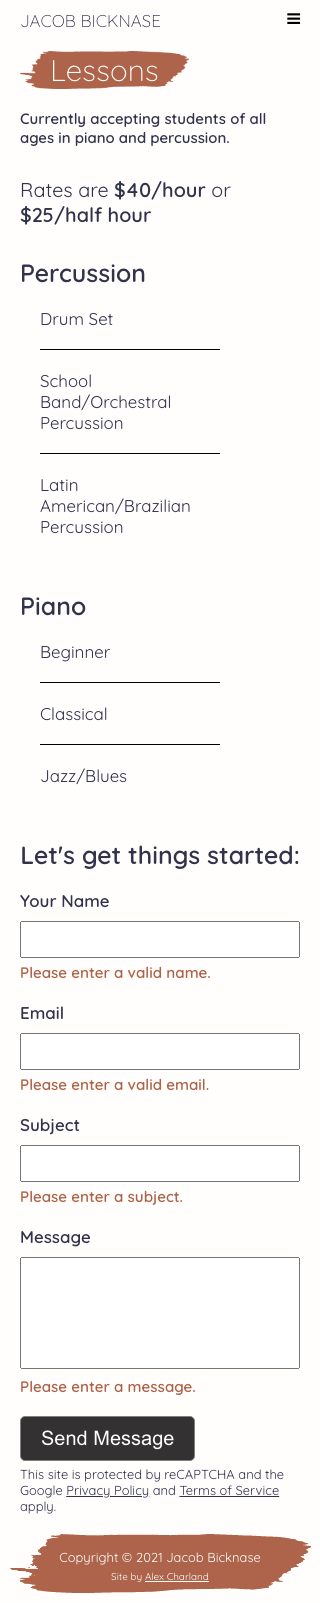 JACOB BICKNASE
Lessons
Currently accepting students of all
ages in piano and percussion.
Rates are $40/hour or
$25/half hour
Percussion
Drum Set
School
Band/Orchestral
Percussion
Latin
American/Brazilian
Percussion
Piano
Beginner
Classical
Jazz/Blues
Let's get things started:
Your Name
Please enter a valid name.
Email
Please enter a valid email.
Subject
Please enter a subject.
Message
Please enter a message.
Send Message
This site is protected by reCAPTCHA and the
Google Privacy Policy and Terms of Service
apply.
Copyright © 2021 Jacob Bicknase
Site by Alex Charland